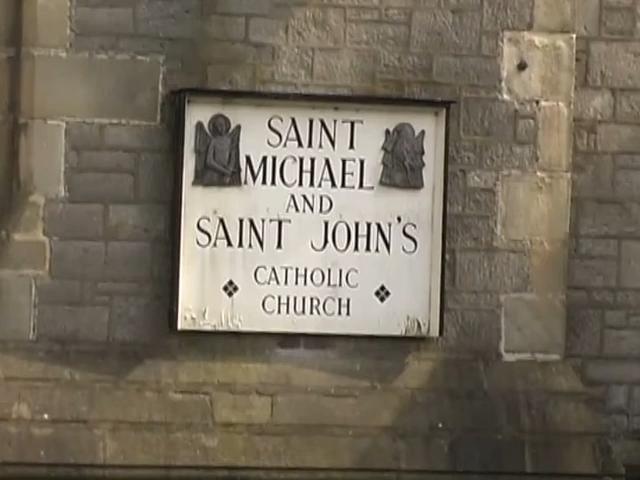 SAINT
MICHAEL
AND
SAINT JOHN'S
CATHOLIC
CHURCH